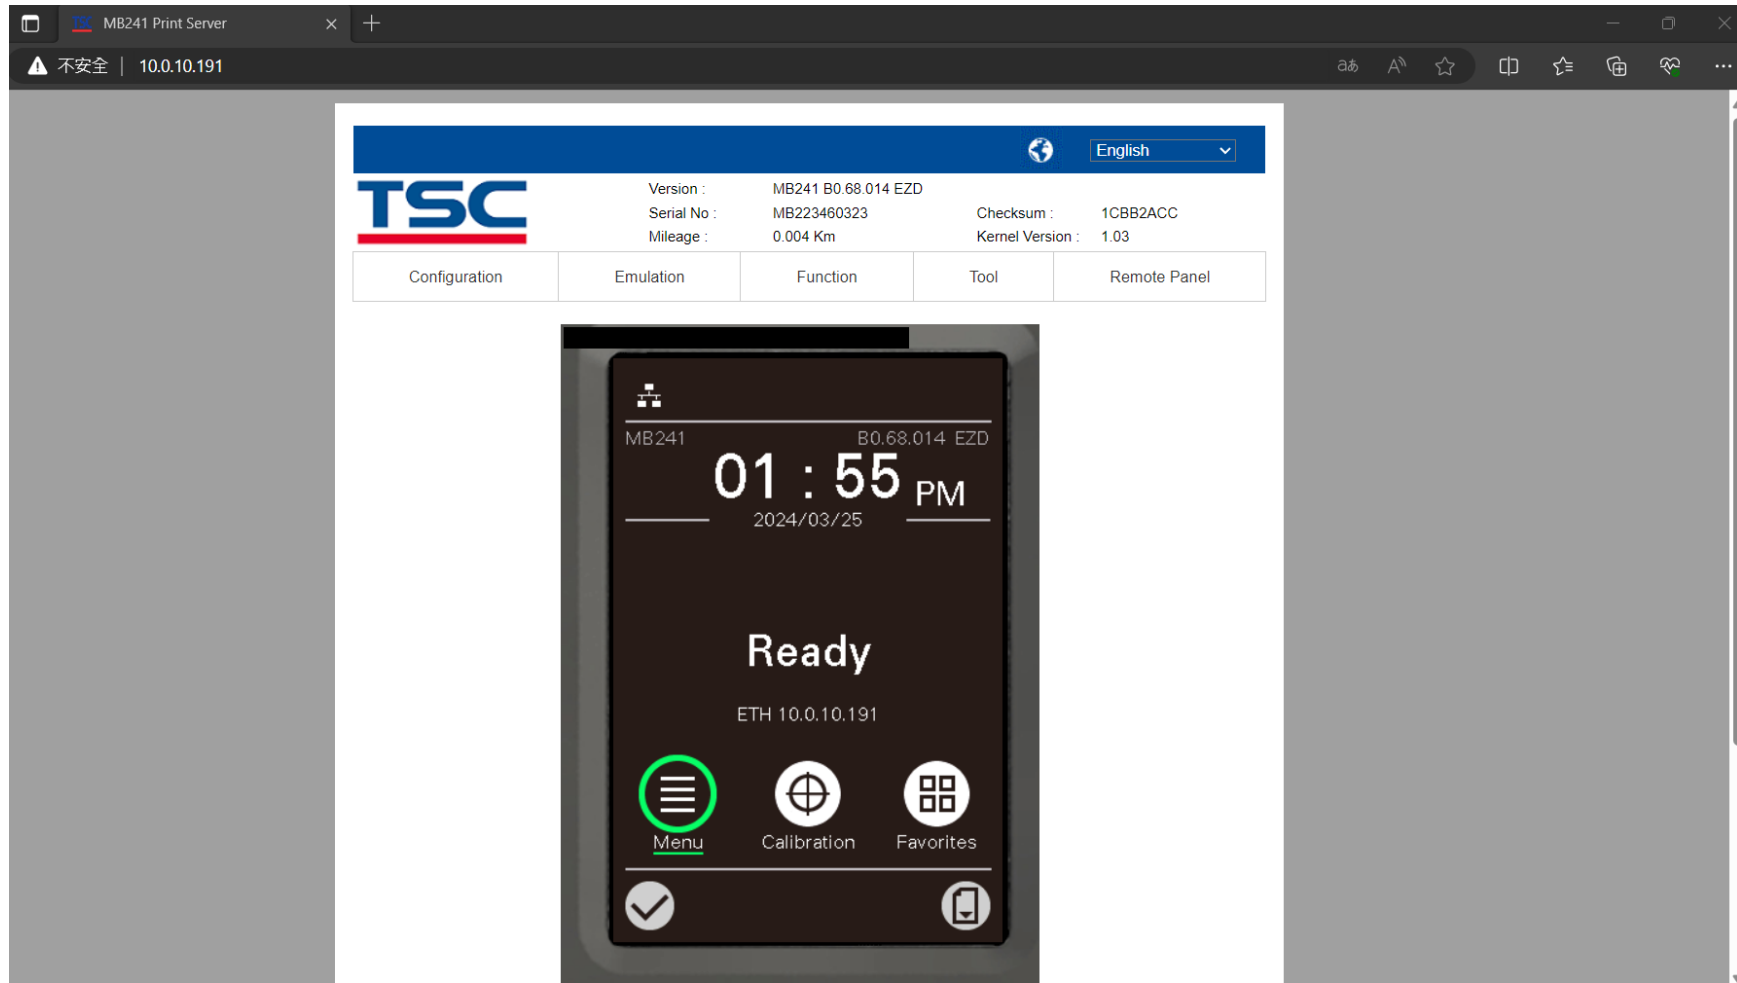 TSC MB241 Print Server
不安全 | 10.0.10.191
English
TSC
Version : MB241 B0.68.014 EZD
Serial No : MB223460323 Checksum : 1CBB2ACC
Mileage : 0.004 Km Kernel Version : 1.03
Configuration Emulation Function Tool Remote Panel
MB241 B0.68.014 EZD
01 : 55 PM
2024/03/25
Ready
ETH 10.0.10.191
Menu Calibration Favorites